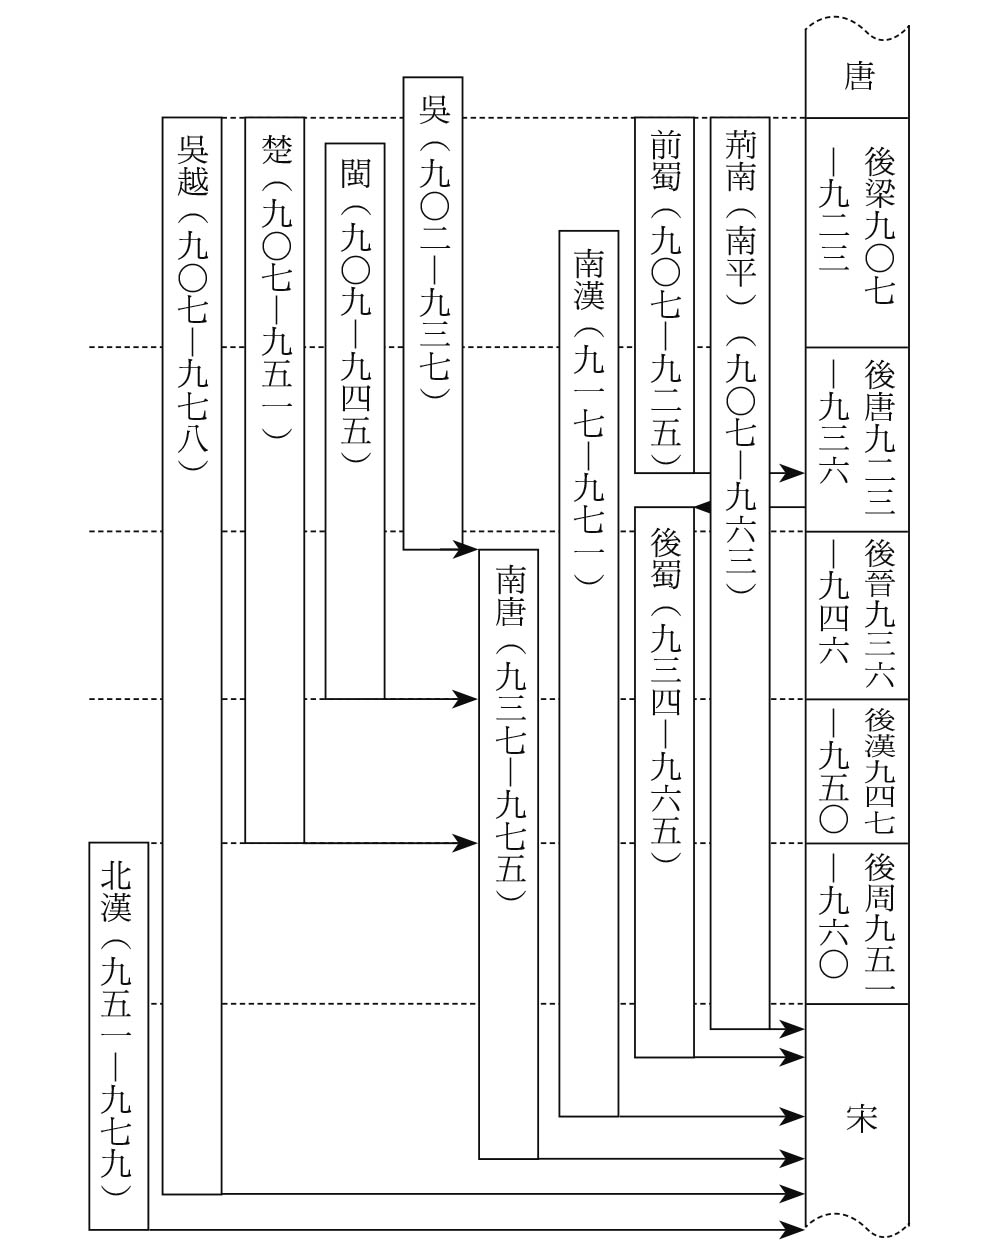 唐
後梁九〇七
—九二三
後唐九二三
—九三六
後晉九三六
—九四六
後漢九四七
—九五〇
後周九五一
—九六〇
宋
荊南（南平）（九〇七—九六三）
前蜀（九〇七—九二五）
後蜀（九三四—九六五）
南漢（九一七—九七一）
南唐（九三七—九七五）
吳（九〇二—九三七）
閩（九〇九—九四五）
楚（九〇七—九五一）
吳越（九〇七—九七八）
北漢（九五一—九七九）